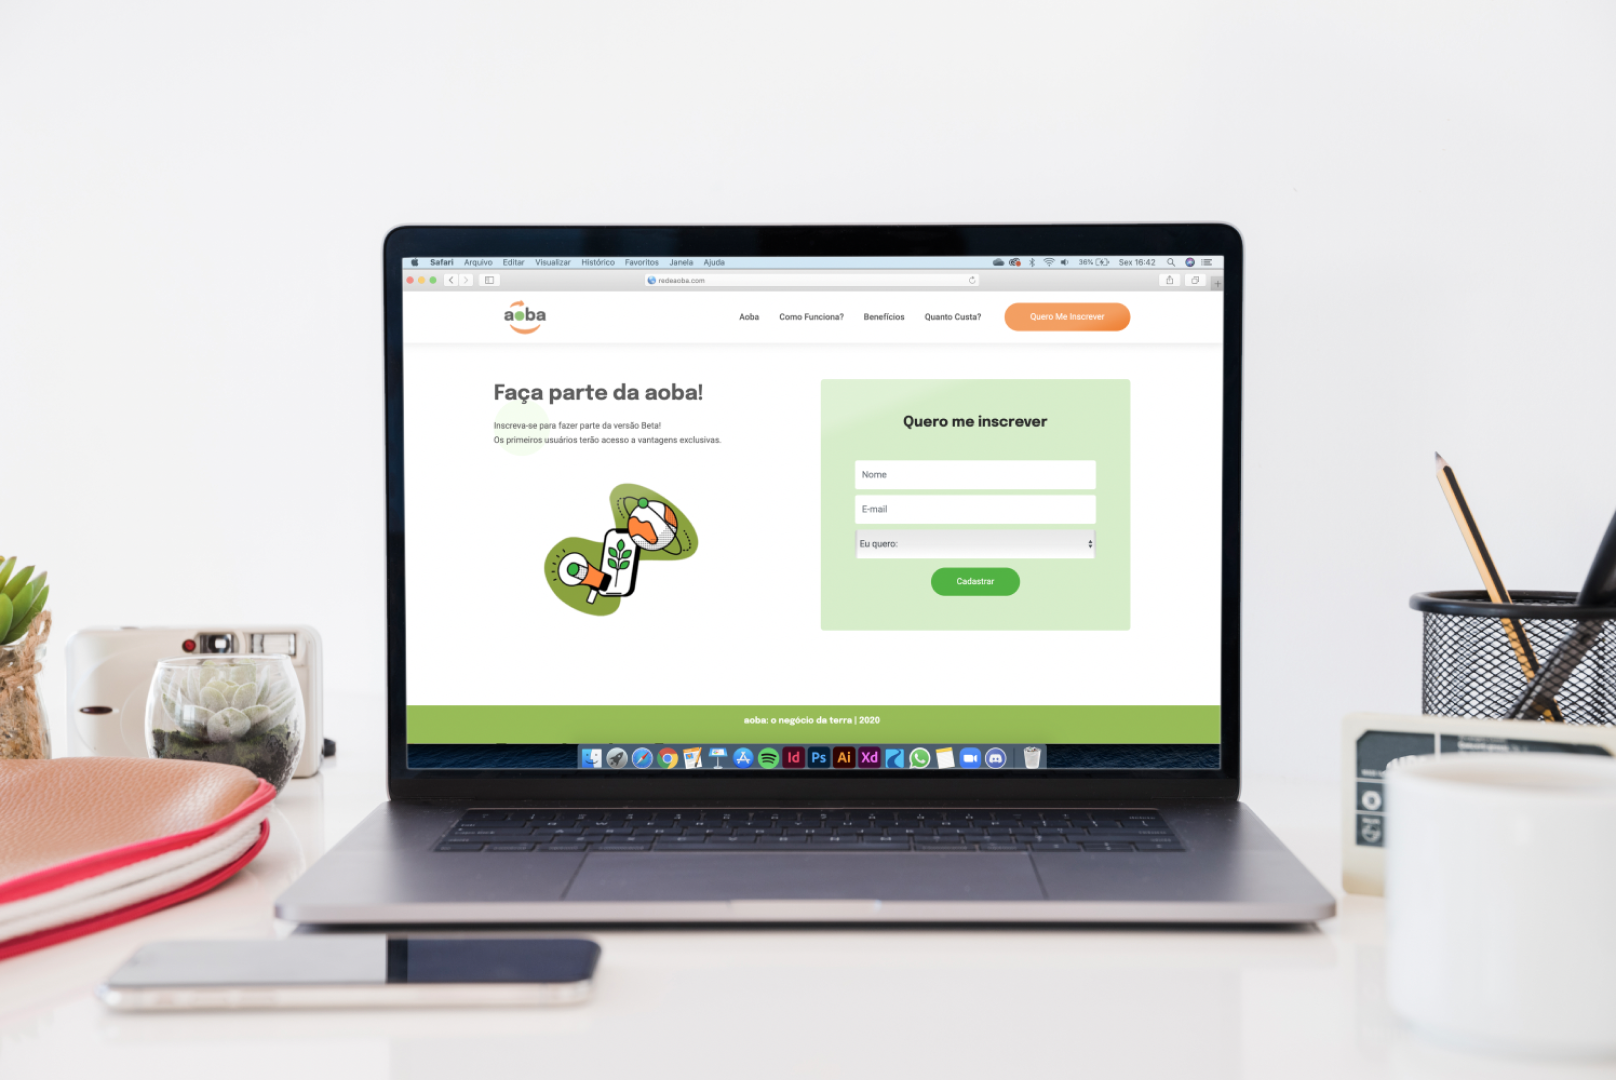 Safari Arquivo Editar Visualizar Histórico Favoritos Janela Ajuda 36% Sex 16:42
redeaoba.com
aoba
Aoba Como Funciona? Benefícios Quanto Custa? Quero Me Inscrever
Faça parte da aoba!
Inscreva-se para fazer parte da versão Beta!
Os primeiros usuários terão acesso a vantagens exclusivas.
Quero me inscrever
Nome
E-mail
Eu quero:
Cadastrar
aoba: o negócio da terra | 2020
Id Ps Ai Xd